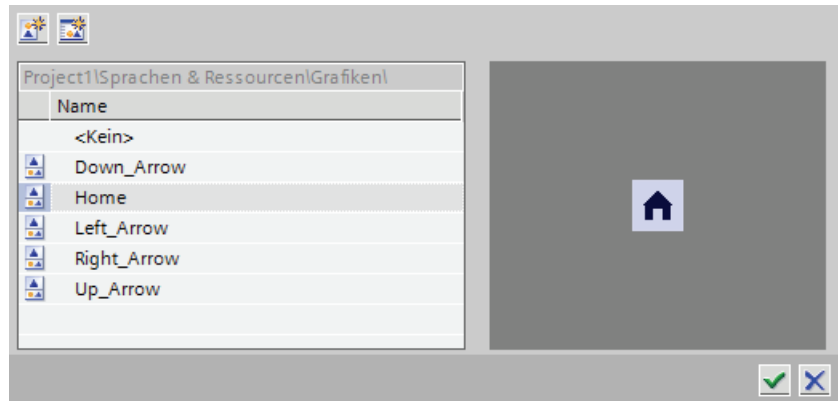 Project1\Sprachen & Ressourcen\Grafiken\
Name
<Kein>
Down_Arrow
Home
Left_Arrow
Right_Arrow
Up_Arrow